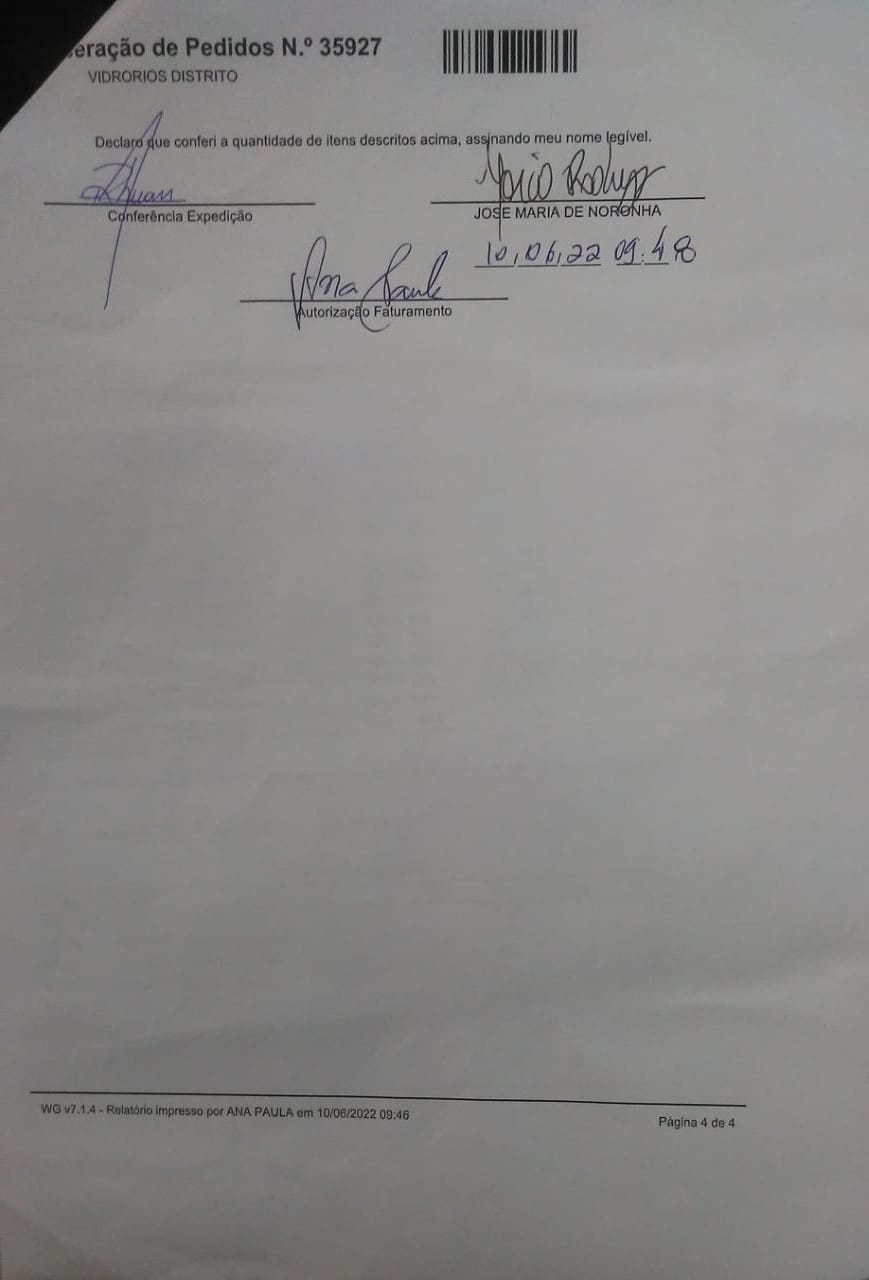 eração de Pedidos N.º 35927
VIDRORIOS DISTRITO
Declaro que conferi a quantidade de itens descritos acima, assinando meu nome legível.
Conferência Expedição
JOSE MARIA DE NORONHA
10,06,22 09:48
Ana Paula
Autorização Faturamento
WG v7.1.4 - Relatório impresso por ANA PAULA em 10/06/2022 09:46
Página 4 de 4